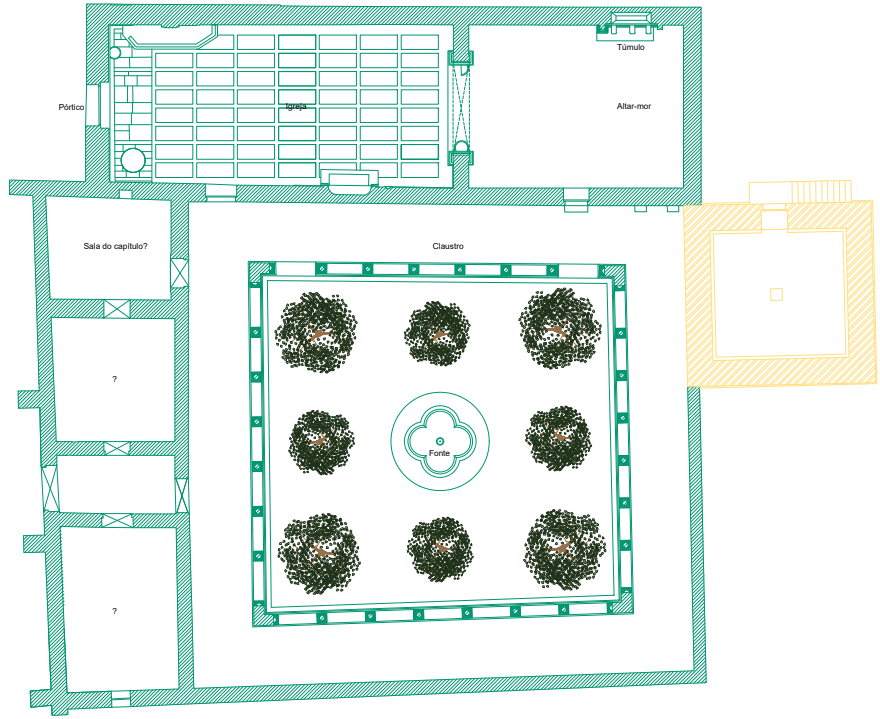 Túmulo
Pórtico
Igreja
Altar-mor
Sala do capítulo?
Claustro
?
Fonte
?